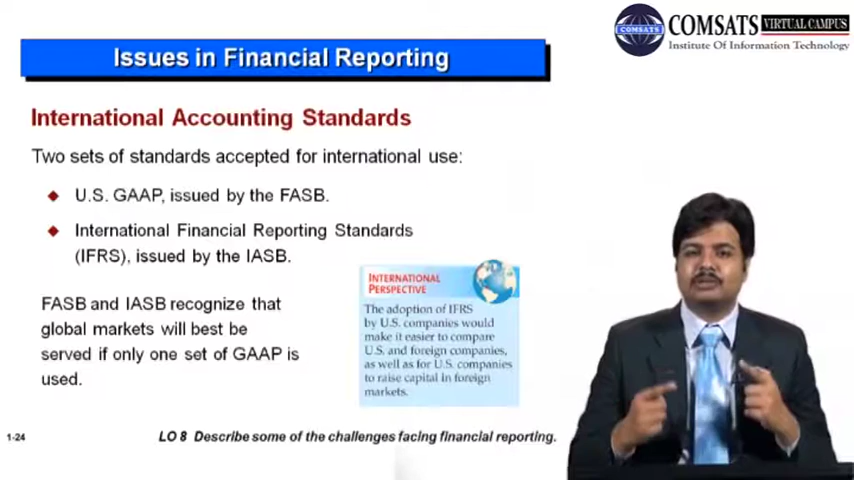 COMSATS VIRTUAL CAMPUS
Institute Of Information Technology
COMSATS
Issues in Financial Reporting
International Accounting Standards
Two sets of standards accepted for international use:
U.S. GAAP, issued by the FASB.
International Financial Reporting Standards
(IFRS), issued by the IASB.
FASB and IASB recognize that
global markets will best be
served if only one set of GAAP is
used.
INTERNATIONAL
PERSPECTIVE
The adoption of IFRS
by U.S. companies would
make it easier to compare
U.S. and foreign companies,
as well as for U.S. companies
to raise capital in foreign
markets.
1-24
LO 8 Describe some of the challenges facing financial reporting.